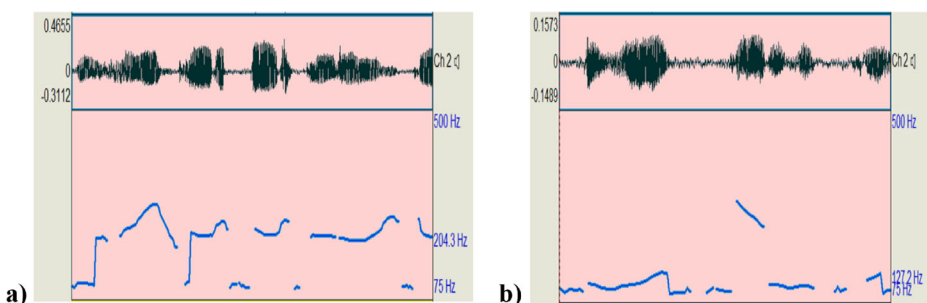 0.4655
0
-0.3112
Ch 2
500 Hz
204.3 Hz
75 Hz
a)
0.1573
0
-0.1489
Ch 2
500 Hz
127.2 Hz
75 Hz
b)